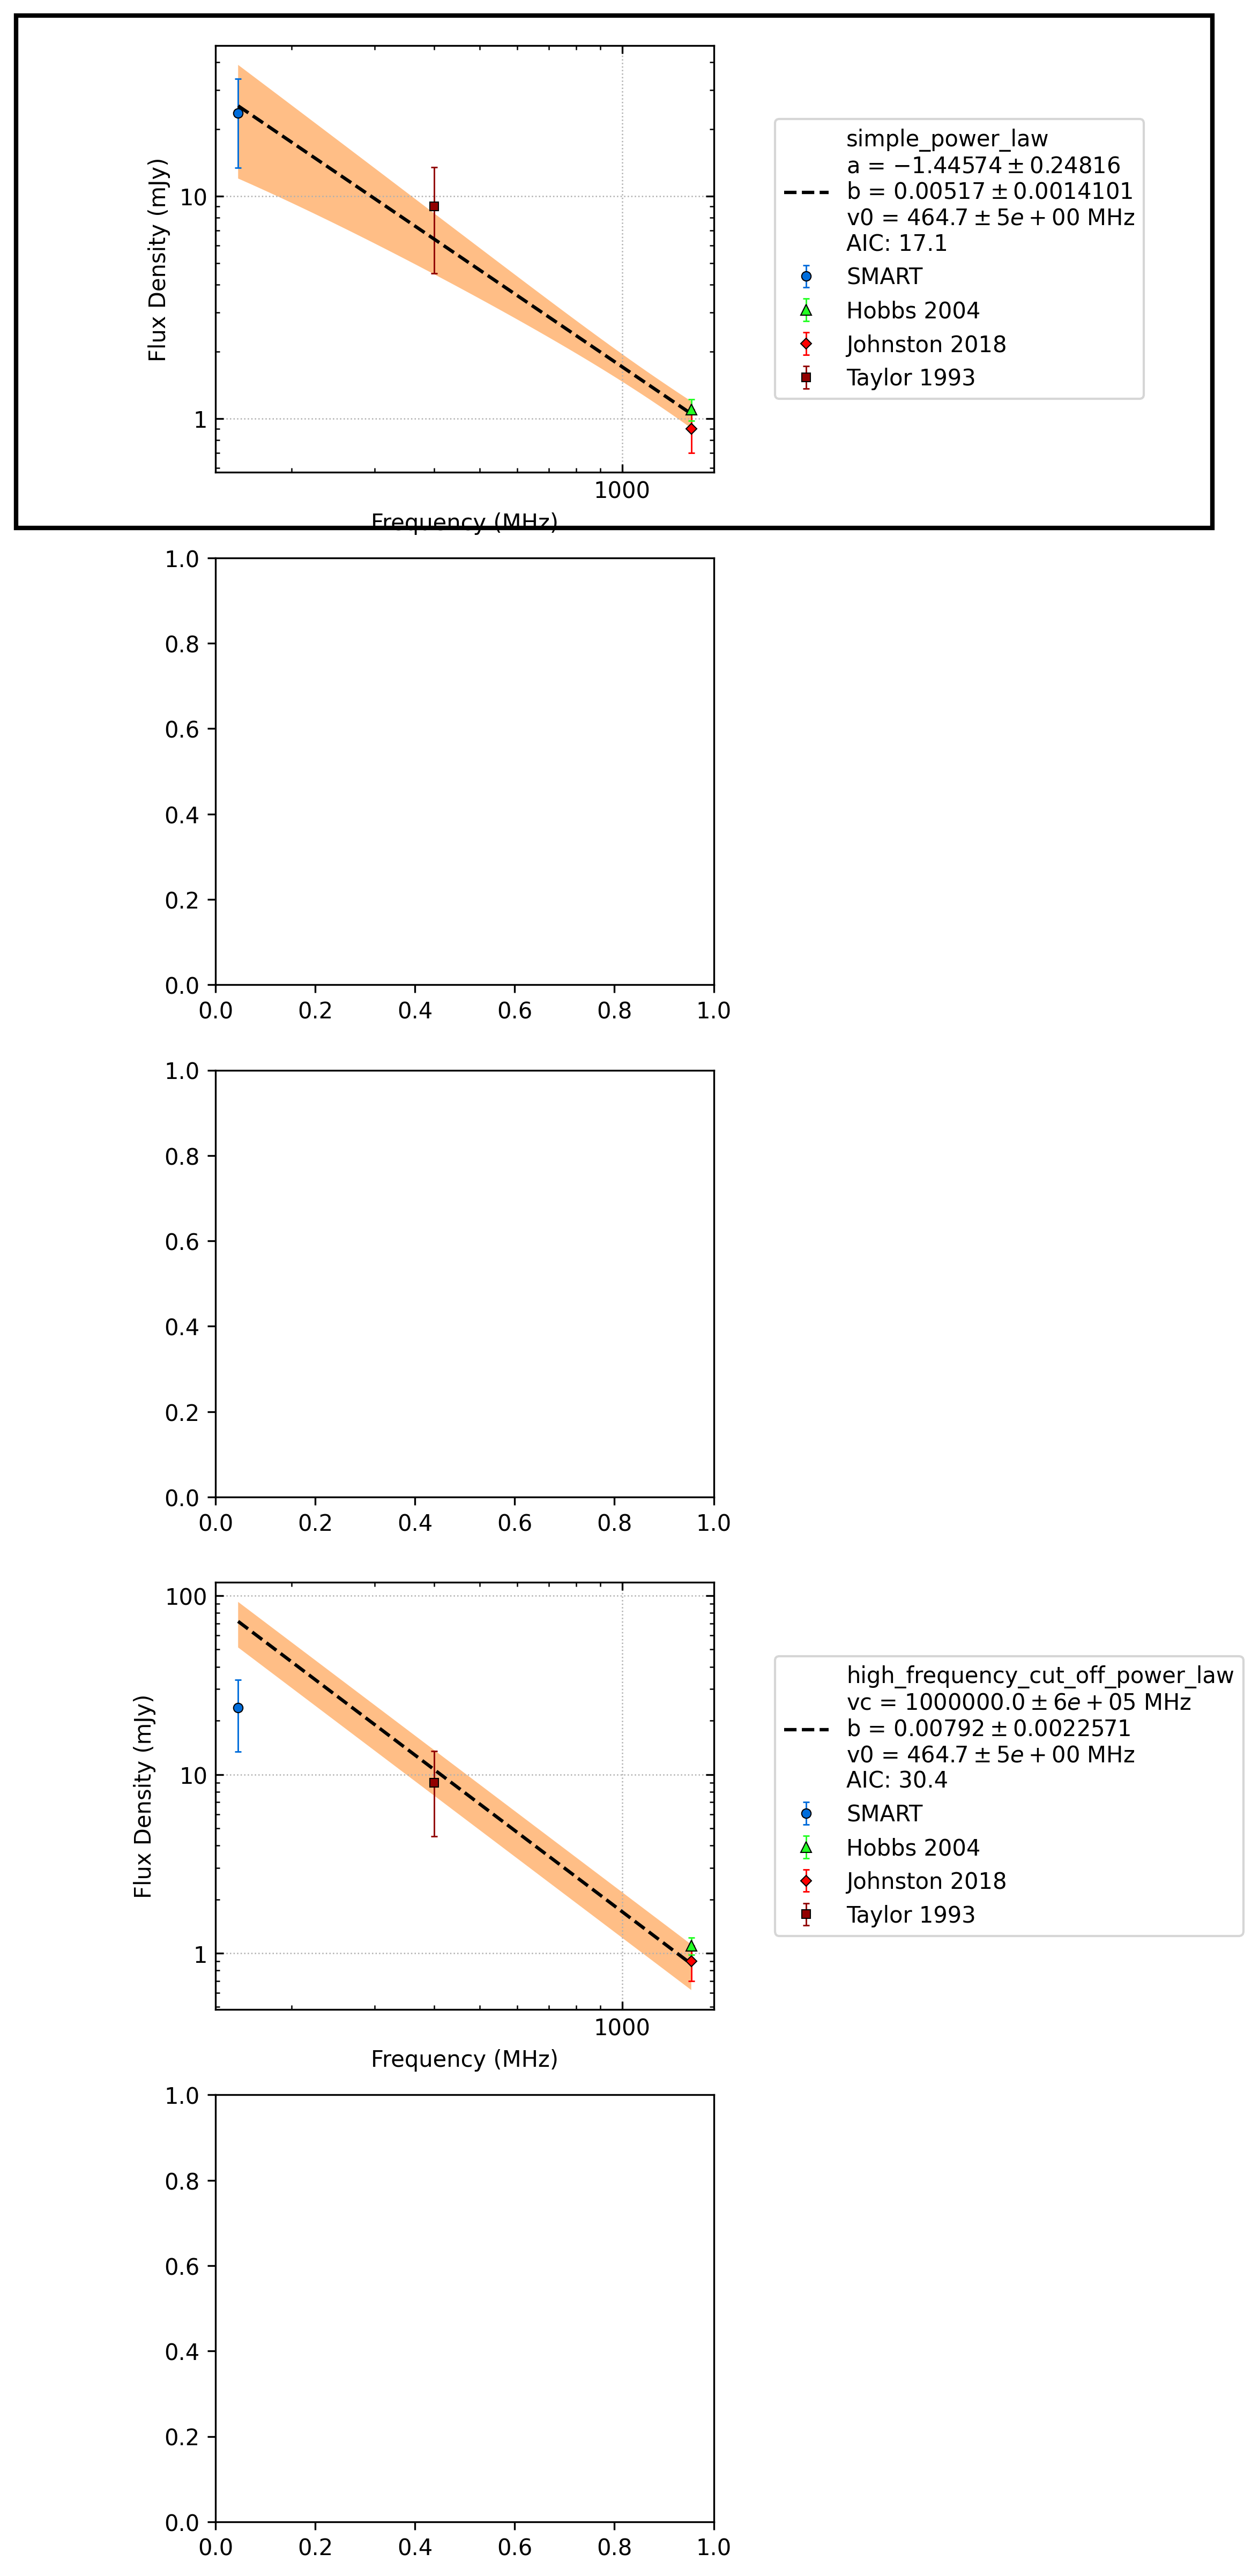 10
1
Flux Density (mJy)
1000
Frequency (MHz)
simple_power_law
a = −1.44574 ± 0.24816
b = 0.00517 ± 0.0014101
v0 = 464.7 ± 5e + 00 MHz
AIC: 17.1
SMART
Hobbs 2004
Johnston 2018
Taylor 1993
1.0
0.8
0.6
0.4
0.2
0.0
0.0 0.2 0.4 0.6 0.8 1.0
1.0
0.8
0.6
0.4
0.2
0.0
0.0 0.2 0.4 0.6 0.8 1.0
100
10
1
Flux Density (mJy)
1000
Frequency (MHz)
high_frequency_cut_off_power_law
vc = 1000000.0 ± 6e + 05 MHz
b = 0.00792 ± 0.0022571
v0 = 464.7 ± 5e + 00 MHz
AIC: 30.4
SMART
Hobbs 2004
Johnston 2018
Taylor 1993
1.0
0.8
0.6
0.4
0.2
0.0
0.0 0.2 0.4 0.6 0.8 1.0